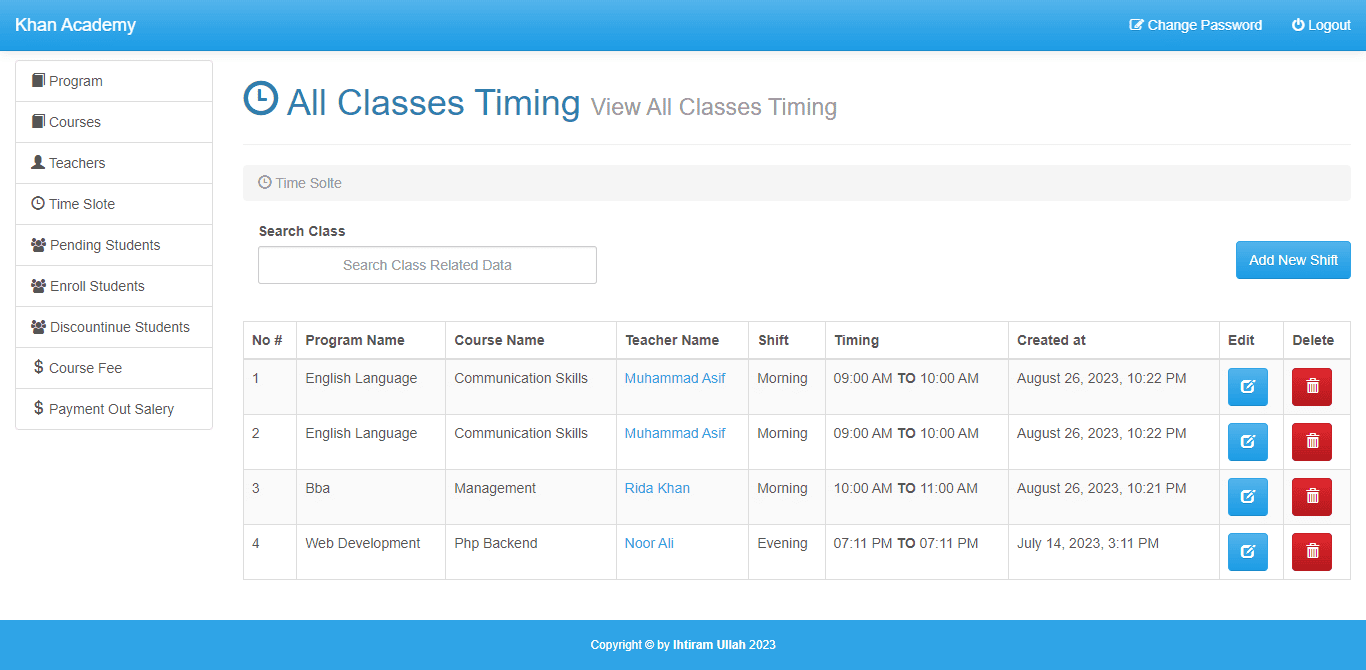 Khan Academy
Change Password Logout
Program
Courses
Teachers
Time Slote
Pending Students
Enroll Students
Discountinue Students
Course Fee
Payment Out Salery
All Classes Timing View All Classes Timing
Time Solte
Search Class
Search Class Related Data
Add New Shift
No # Program Name Course Name Teacher Name Shift Timing Created at Edit Delete
1 English Language Communication Skills Muhammad Asif Morning 09:00 AM TO 10:00 AM August 26, 2023, 10:22 PM
2 English Language Communication Skills Muhammad Asif Morning 09:00 AM TO 10:00 AM August 26, 2023, 10:22 PM
3 Bba Management Rida Khan Morning 10:00 AM TO 11:00 AM August 26, 2023, 10:21 PM
4 Web Development Php Backend Noor Ali Evening 07:11 PM TO 07:11 PM July 14, 2023, 3:11 PM
Copyright © by Ihtiram Ullah 2023